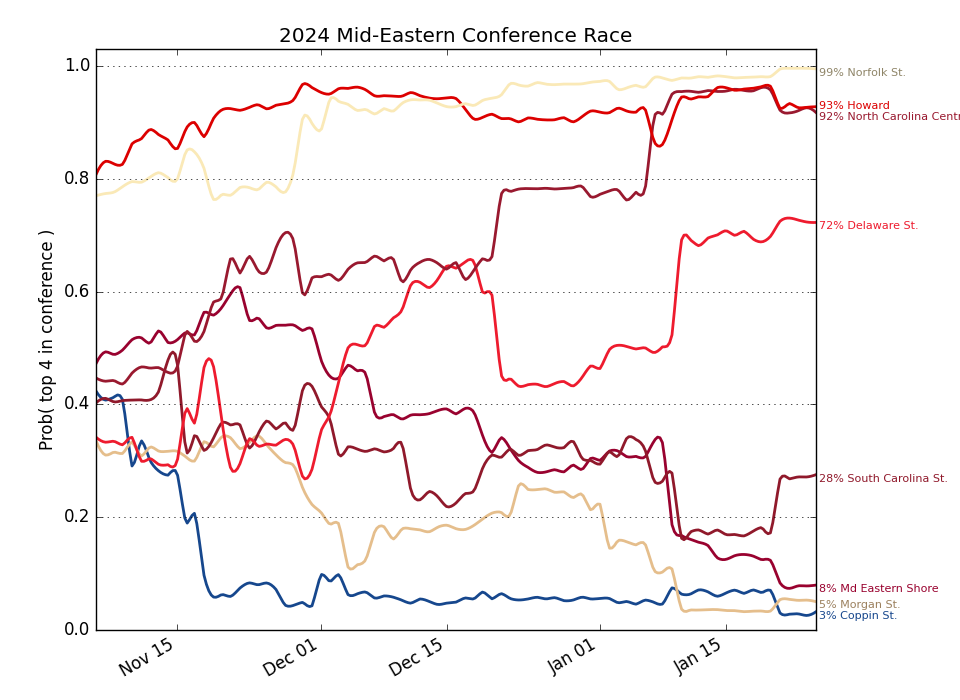 2024 Mid-Eastern Conference Race
1.0
0.8
0.6
0.4
0.2
0.0
Prob( top 4 in conference )
Nov 15
Dec 01
Dec 15
Jan 01
Jan 15
99% Norfolk St.
93% Howard
92% North Carolina Centr
72% Delaware St.
28% South Carolina St.
8% Md Eastern Shore
5% Morgan St.
3% Coppin St.